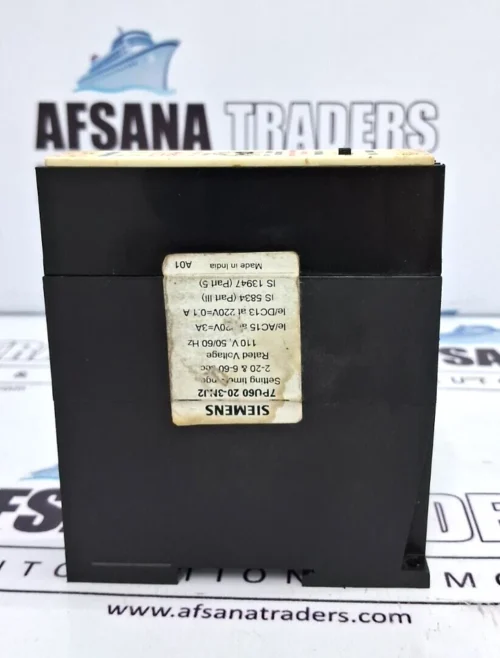 AFSANA TRADERS
SIEMENS
7PU60 20-3NJ2
Setting time
2-20 & 6-60 sec
Rated Voltage
110 V, 50/60 Hz
Ie/AC15 at 220V=3A
Ie/DC13 at 220V=0.1 A
IS 5834 (Part III)
IS 13947 (Part 5)
Made in India A01
www.afsanatraders.com